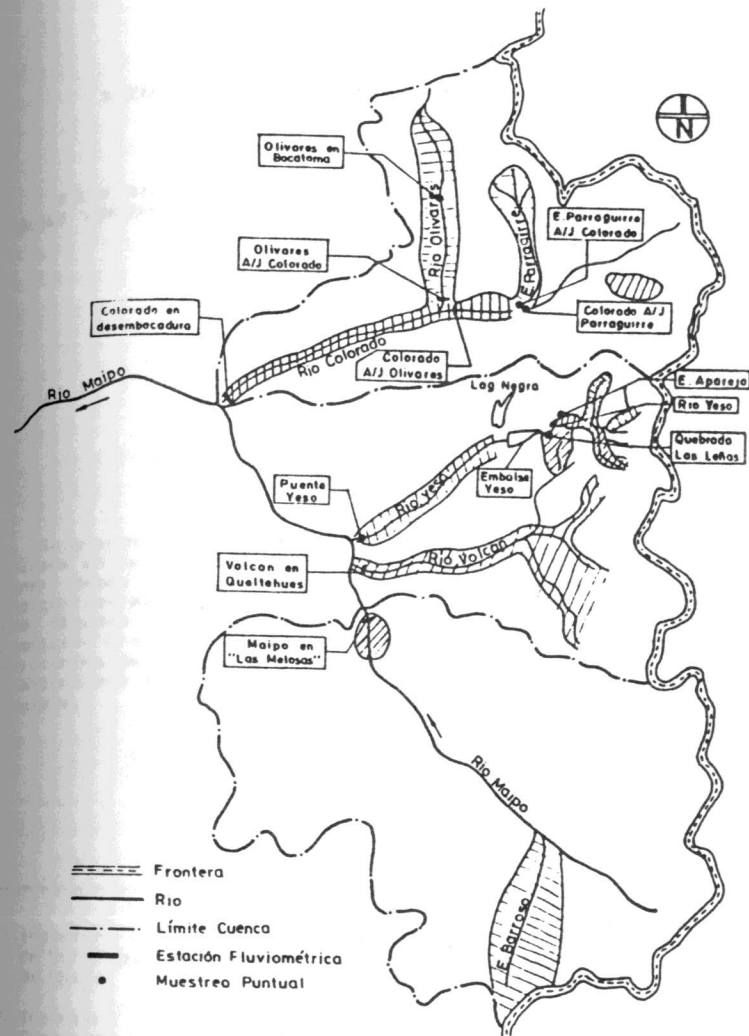 N
Olivares en
Bocatoma
Rio Olivares
E. Parraguirre
E. Parraguirre
A/J Colorado
Olivares
A/J Colorado
Colorado en
desembocadura
Colorado A/J
Parraguirre
Rio Colorado
Colorado
A/J Olivares
Rio Maipo
Lag Negra
E. Aparejo
Rio Yeso
Quebrada
Las Leñas
Puente
Yeso
Rio yeso
Embalse
Yeso
Rio Volcan
Volcan en
Queltehues
Maipo en
"Las Melosas"
Rio Maipo
E. Barroso
Frontera
Rio
Límite Cuenca
Estación Fluviométrica
Muestreo Puntual